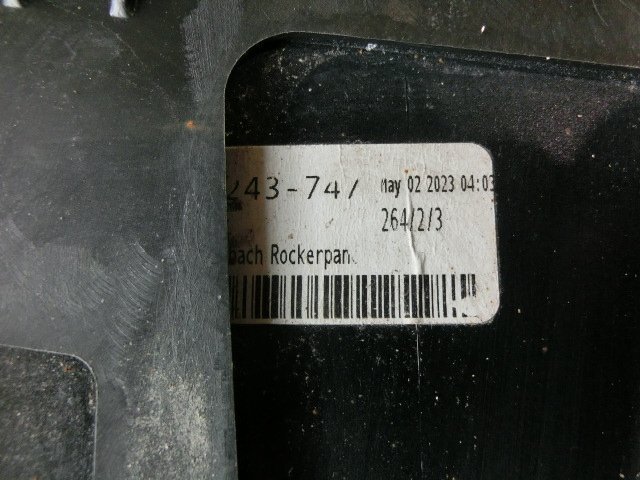 243-747
May 02 2023 04:03
264/2/3
bach Rockerpan